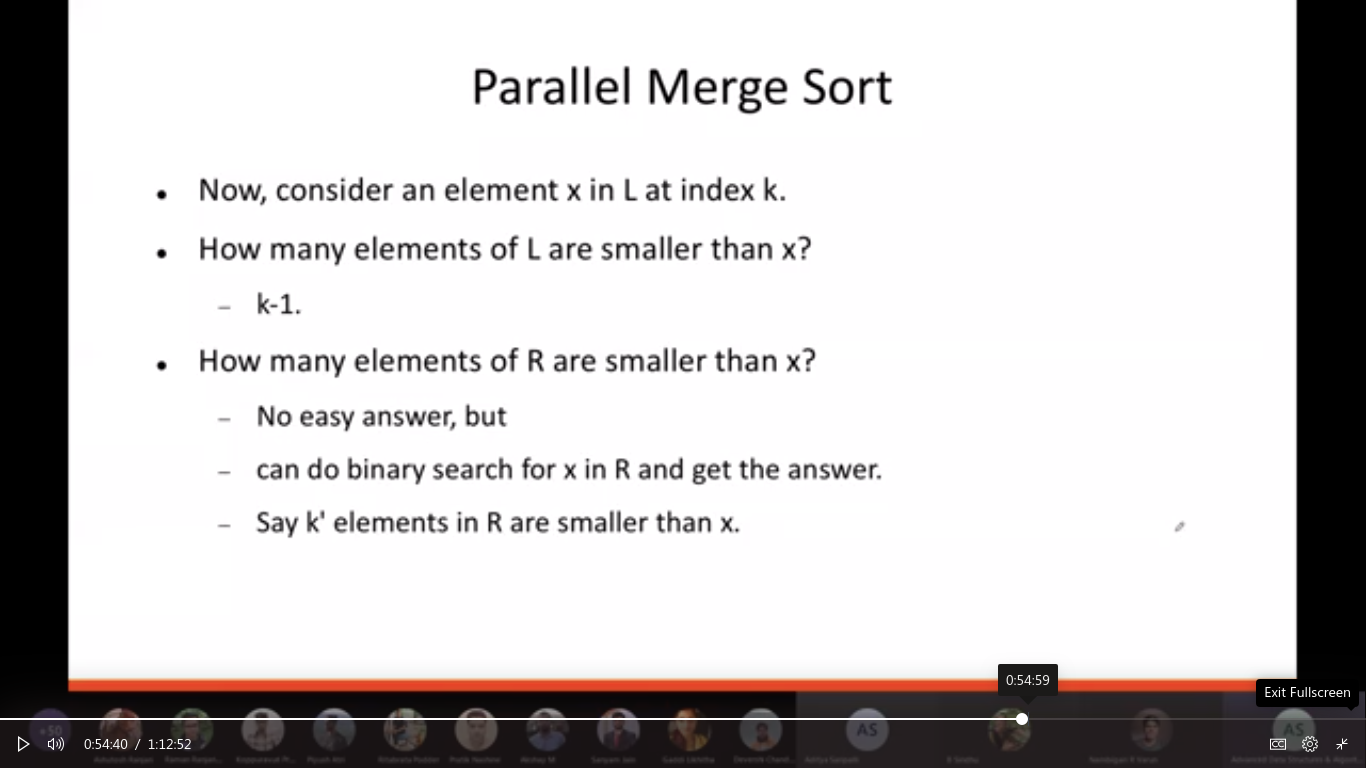 Parallel Merge Sort
• Now, consider an element x in L at index k.
• How many elements of L are smaller than x?
– k-1.
• How many elements of R are smaller than x?
– No easy answer, but
– can do binary search for x in R and get the answer.
– Say k' elements in R are smaller than x.
0:54:59
Exit Fullscreen
+50
AS
AS
0:54:40 / 1:12:52
CC